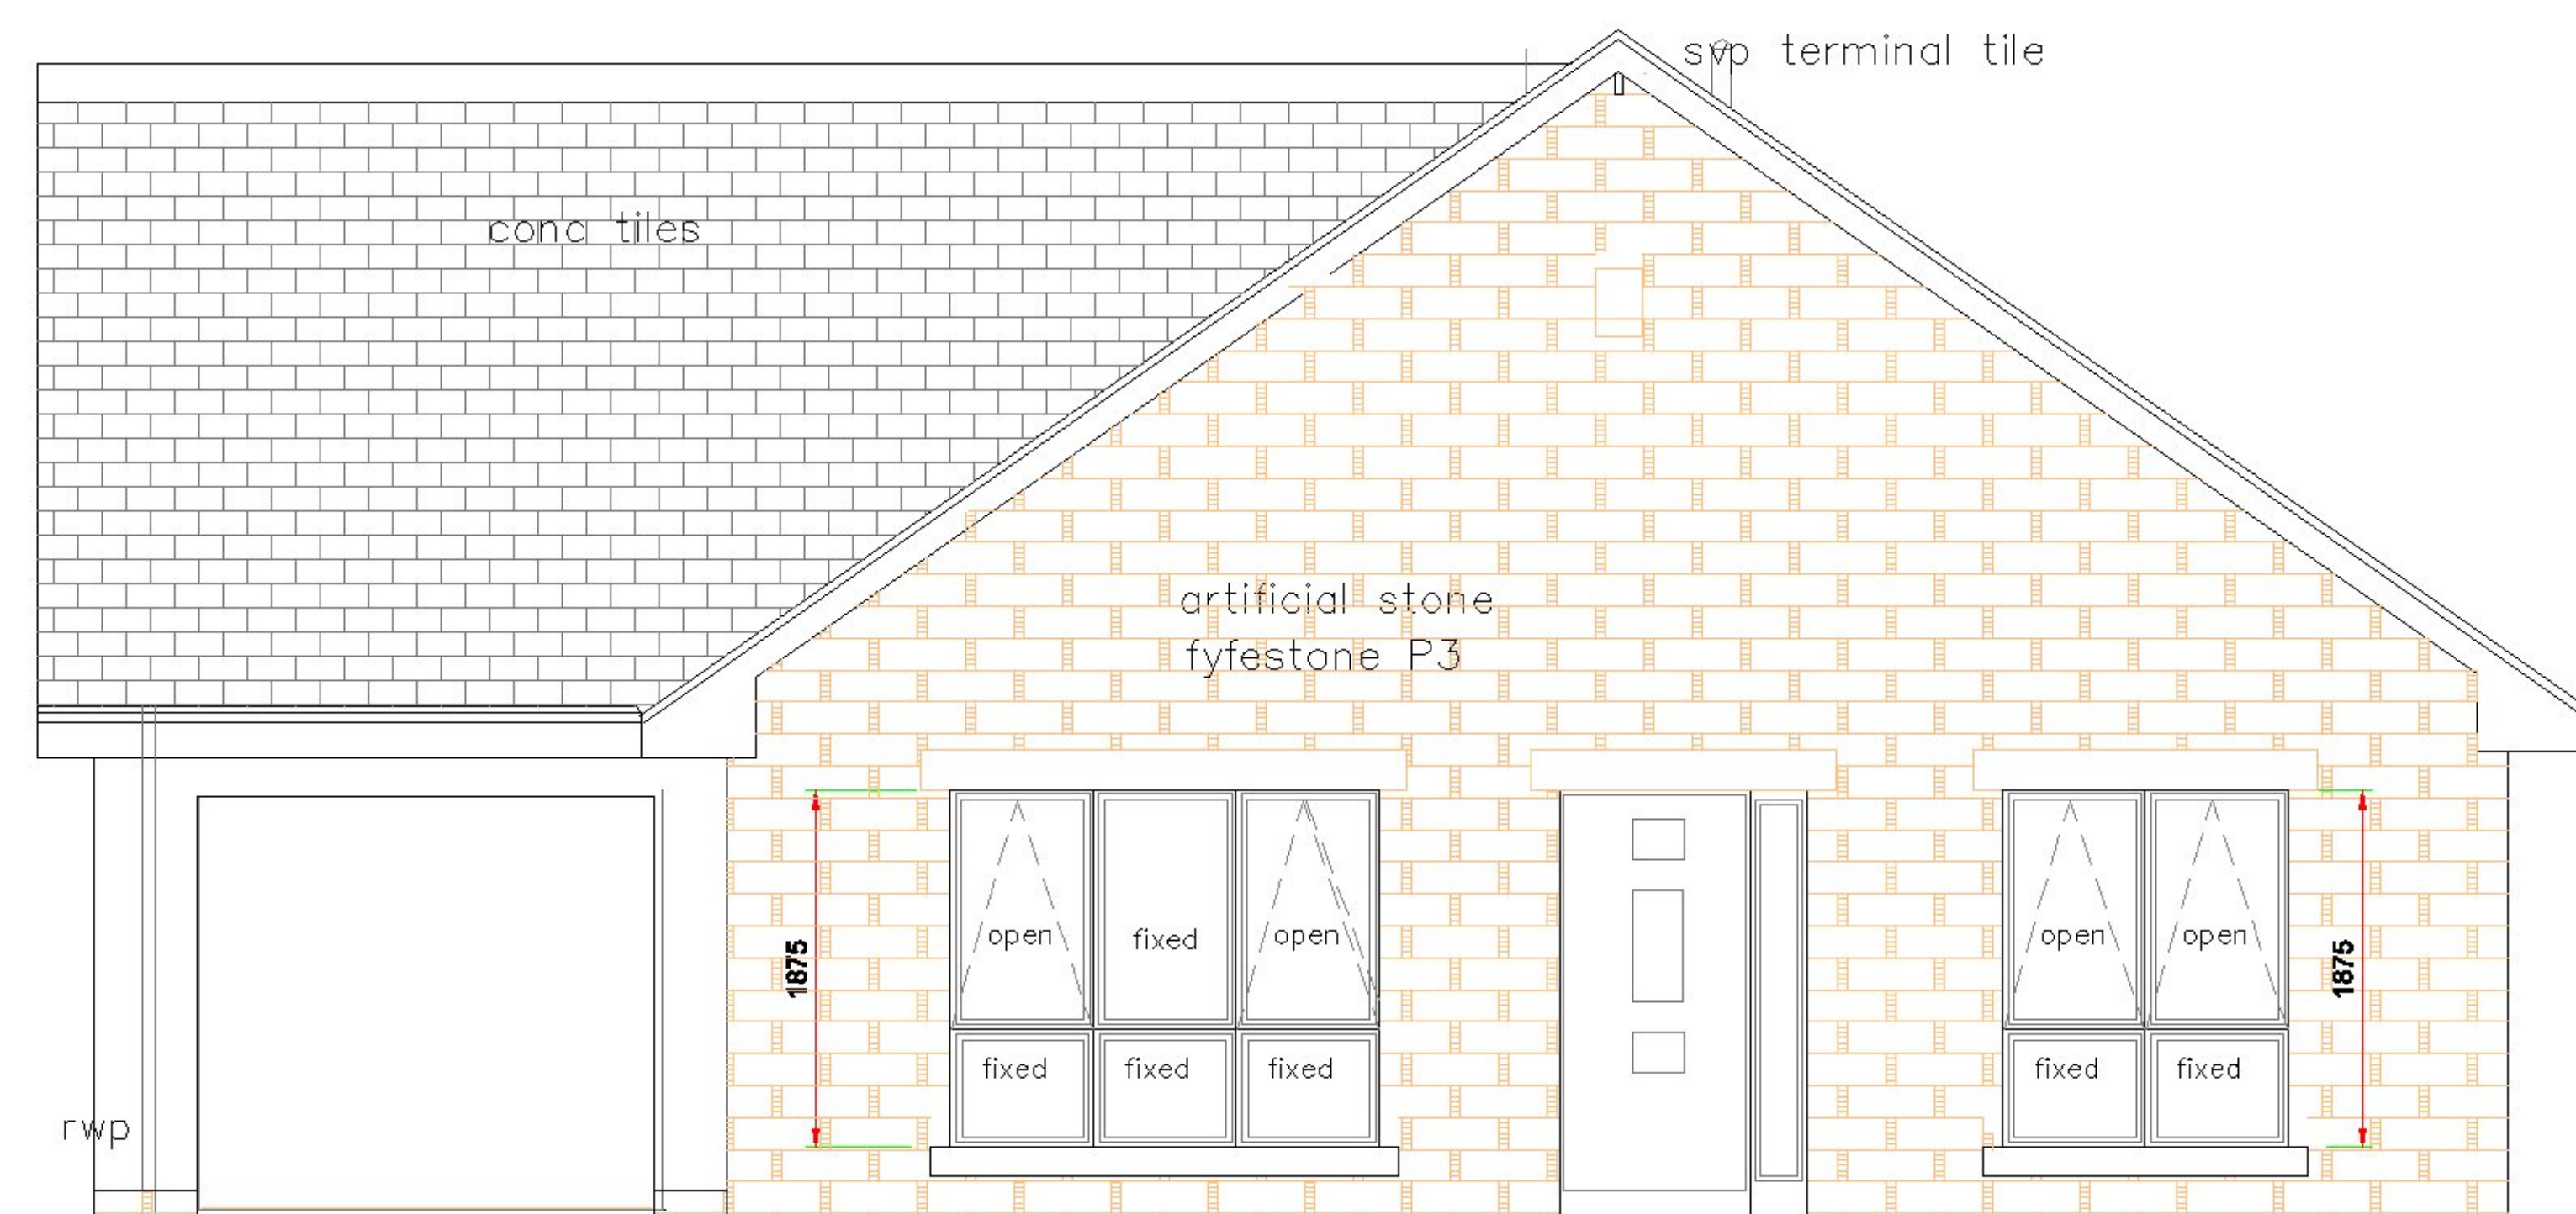 svp terminal tile
conc tiles
artificial stone
fyfestone P3
1875
open
fixed
open
open
open
1875
fixed
fixed
fixed
fixed
fixed
rwp